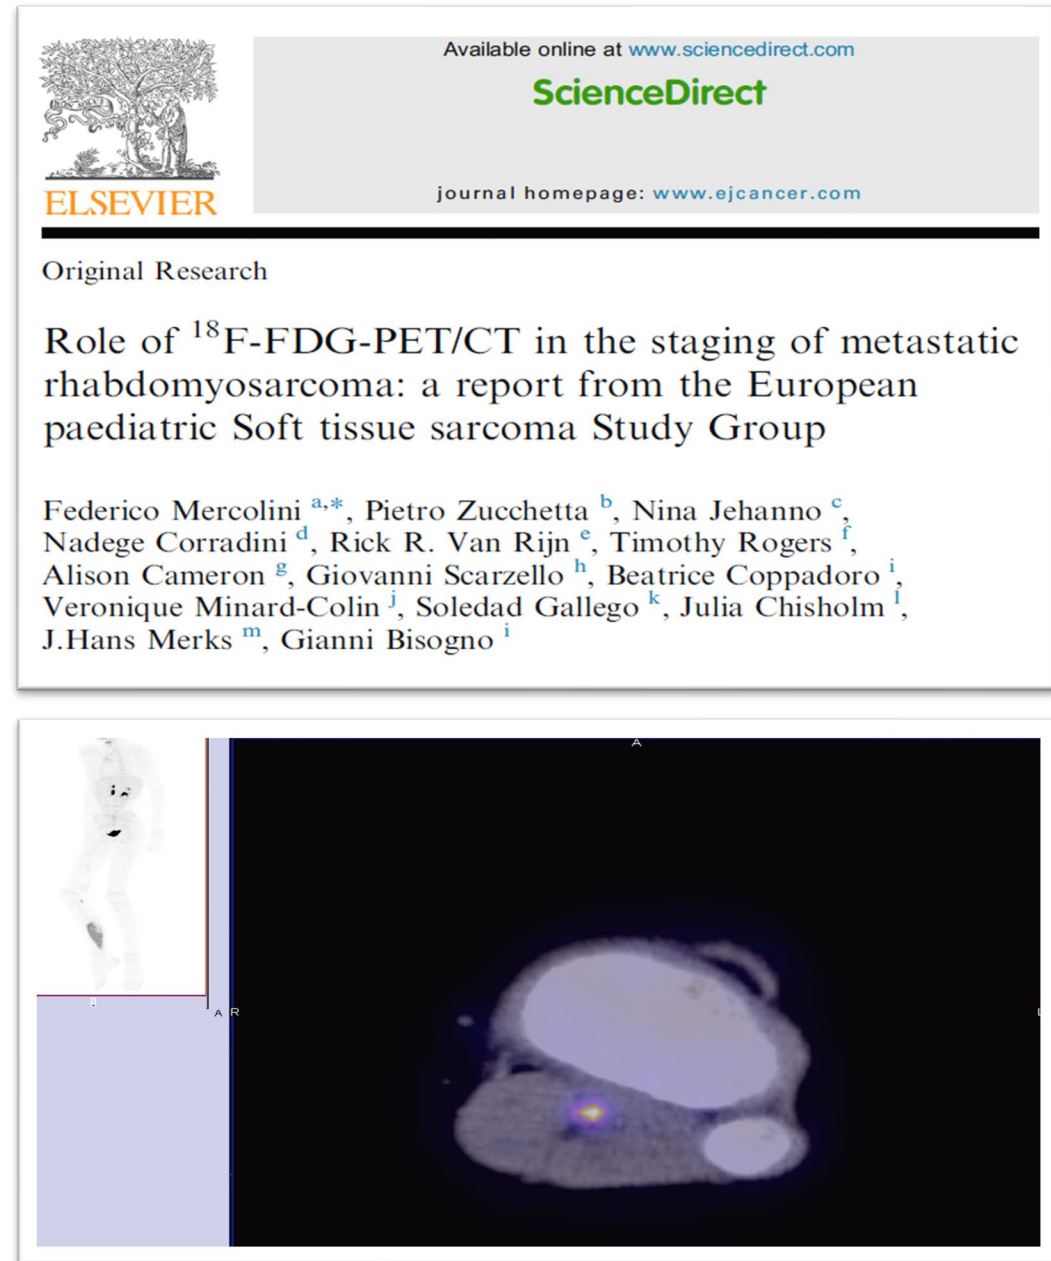 Available online at www.sciencedirect.com
ScienceDirect
journal homepage: www.ejcancer.com
ELSEVIER
Original Research
Role of ¹⁸F-FDG-PET/CT in the staging of metastatic
rhabdomyosarcoma: a report from the European
paediatric Soft tissue sarcoma Study Group
Federico Mercolini a,*, Pietro Zucchetta b, Nina Jehanno c,
Nadege Corradini d, Rick R. Van Rijn e, Timothy Rogers f,
Alison Cameron g, Giovanni Scarzello h, Beatrice Coppadoro i,
Veronique Minard-Colin j, Soledad Gallego k, Julia Chisholm l,
J.Hans Merks m, Gianni Bisogno i
A
A R